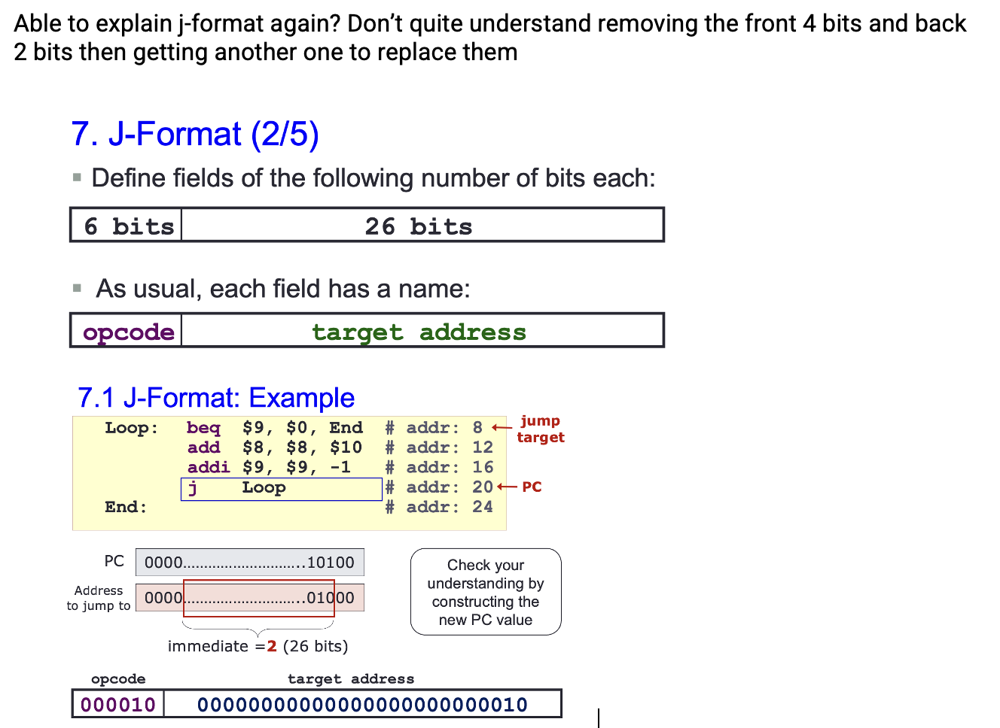 Able to explain j-format again? Don’t quite understand removing the front 4 bits and back
2 bits then getting another one to replace them
7. J-Format (2/5)
▪ Define fields of the following number of bits each:
6 bits 26 bits
▪ As usual, each field has a name:
opcode target address
7.1 J-Format: Example
Loop: beq $9, $0, End # addr: 8 jump target
add $8, $8, $10 # addr: 12
addi $9, $9, -1 # addr: 16
j Loop # addr: 20 PC
End: # addr: 24
PC 0000.............................10100
Address
to jump to 0000.............................01000
immediate =2 (26 bits)
Check your
understanding by
constructing the
new PC value
opcode target address
000010 00000000000000000000000010